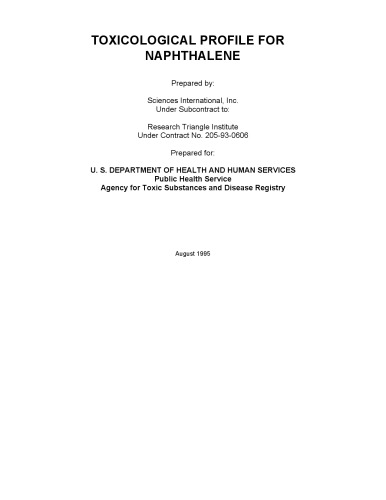 TOXICOLOGICAL PROFILE FOR
NAPHTHALENE
Prepared by:
Sciences International, Inc.
Under Subcontract to:
Research Triangle Institute
Under Contract No. 205-93-0606
Prepared for:
U. S. DEPARTMENT OF HEALTH AND HUMAN SERVICES
Public Health Service
Agency for Toxic Substances and Disease Registry
August 1995